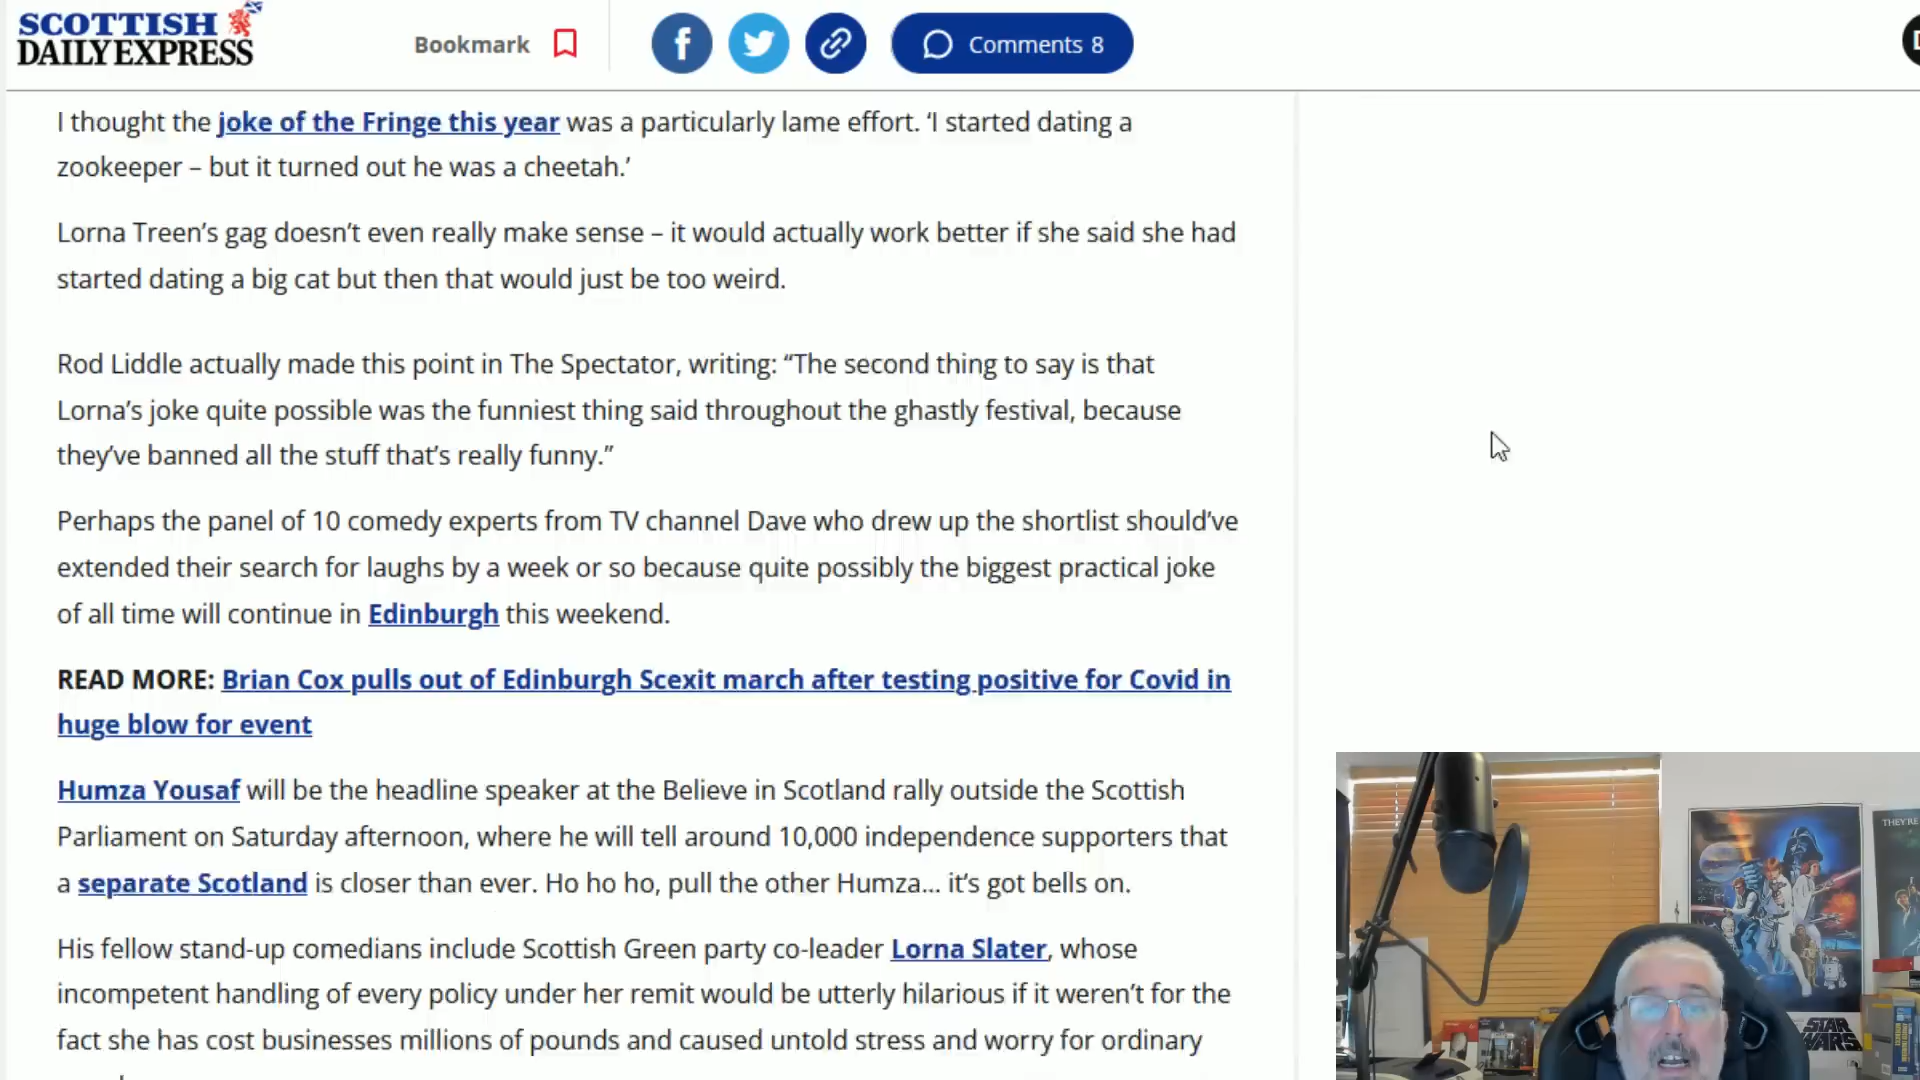 SCOTTISH
DAILY EXPRESS
Bookmark
Comments 8
I thought the joke of the Fringe this year was a particularly lame effort. ‘I started dating a
zookeeper – but it turned out he was a cheetah.’
Lorna Treen’s gag doesn’t even really make sense – it would actually work better if she said she had
started dating a big cat but then that would just be too weird.
Rod Liddle actually made this point in The Spectator, writing: “The second thing to say is that
Lorna’s joke quite possible was the funniest thing said throughout the ghastly festival, because
they’ve banned all the stuff that’s really funny.”
Perhaps the panel of 10 comedy experts from TV channel Dave who drew up the shortlist should’ve
extended their search for laughs by a week or so because quite possibly the biggest practical joke
of all time will continue in Edinburgh this weekend.
READ MORE: Brian Cox pulls out of Edinburgh Scexit march after testing positive for Covid in
huge blow for event
Humza Yousaf will be the headline speaker at the Believe in Scotland rally outside the Scottish
Parliament on Saturday afternoon, where he will tell around 10,000 independence supporters that
a separate Scotland is closer than ever. Ho ho ho, pull the other Humza... it’s got bells on.
His fellow stand-up comedians include Scottish Green party co-leader Lorna Slater, whose
incompetent handling of every policy under her remit would be utterly hilarious if it weren’t for the
fact she has cost businesses millions of pounds and caused untold stress and worry for ordinary
THEY'RE
STAR
WARS